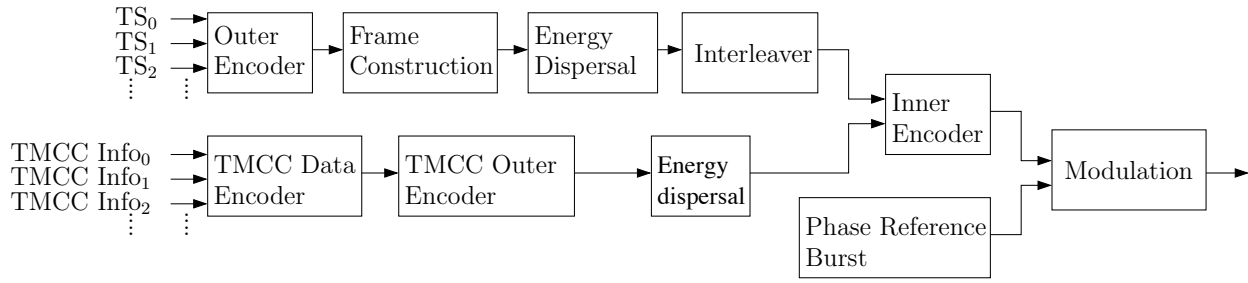 TS₀
TS₁
TS₂
Outer
Encoder
Frame
Construction
Energy
Dispersal
Interleaver
Inner
Encoder
TMCC Info₀
TMCC Info₁
TMCC Info₂
TMCC Data
Encoder
TMCC Outer
Encoder
Energy
dispersal
Modulation
Phase Reference
Burst